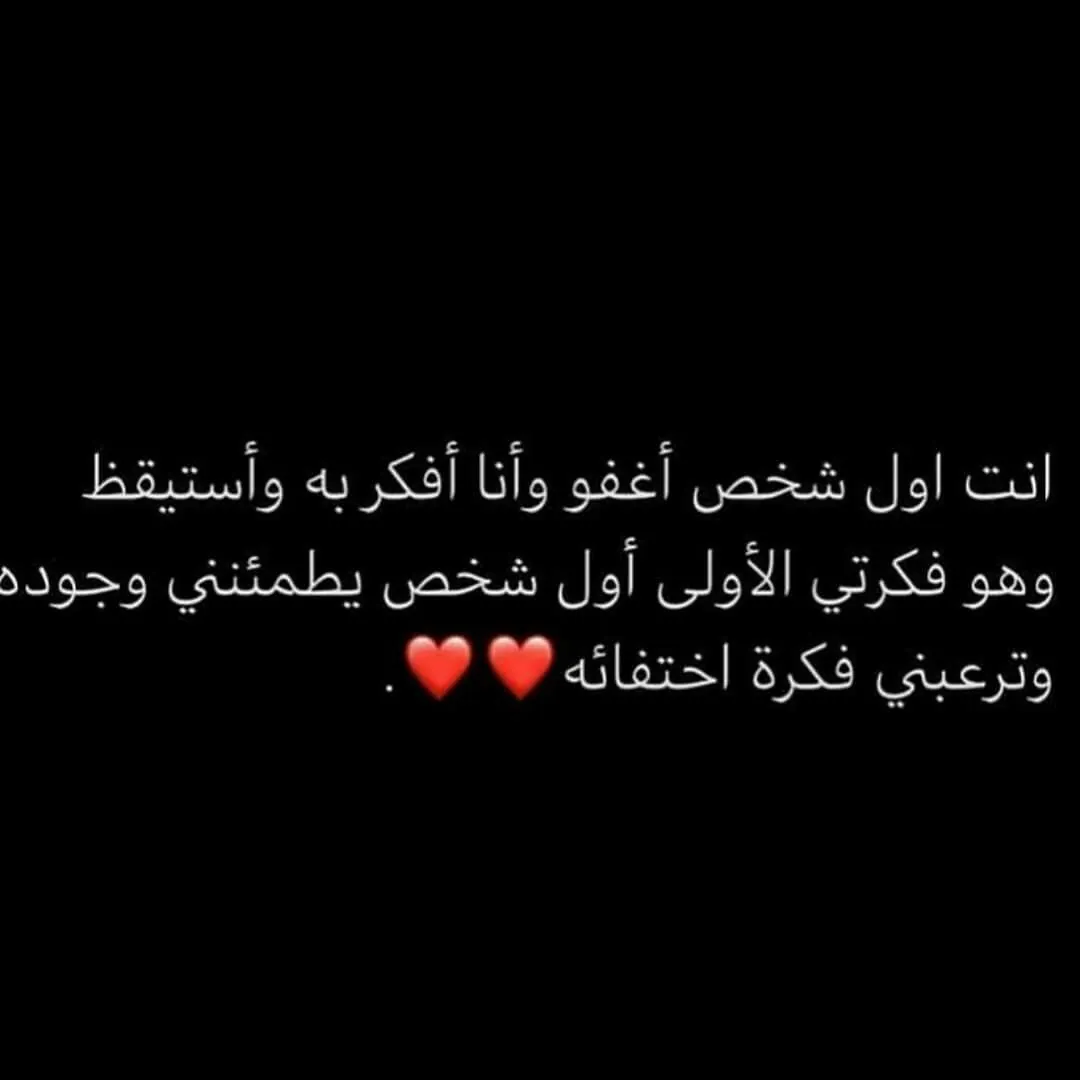 انت اول شخص أغفو وأنا أفكر به وأستيقظ
وهو فكرتي الأولى أول شخص يطمئنني وجوده
وترعبني فكرة اختفائه❤️❤️.